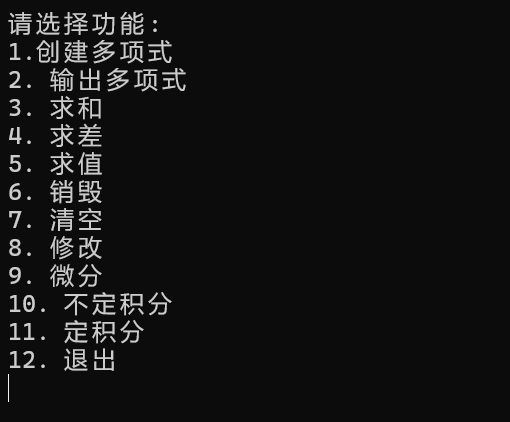 请选择功能:
1.创建多项式
2. 输出多项式
3. 求和
4. 求差
5. 求值
6. 销毁
7. 清空
8. 修改
9. 微分
10. 不定积分
11. 定积分
12. 退出